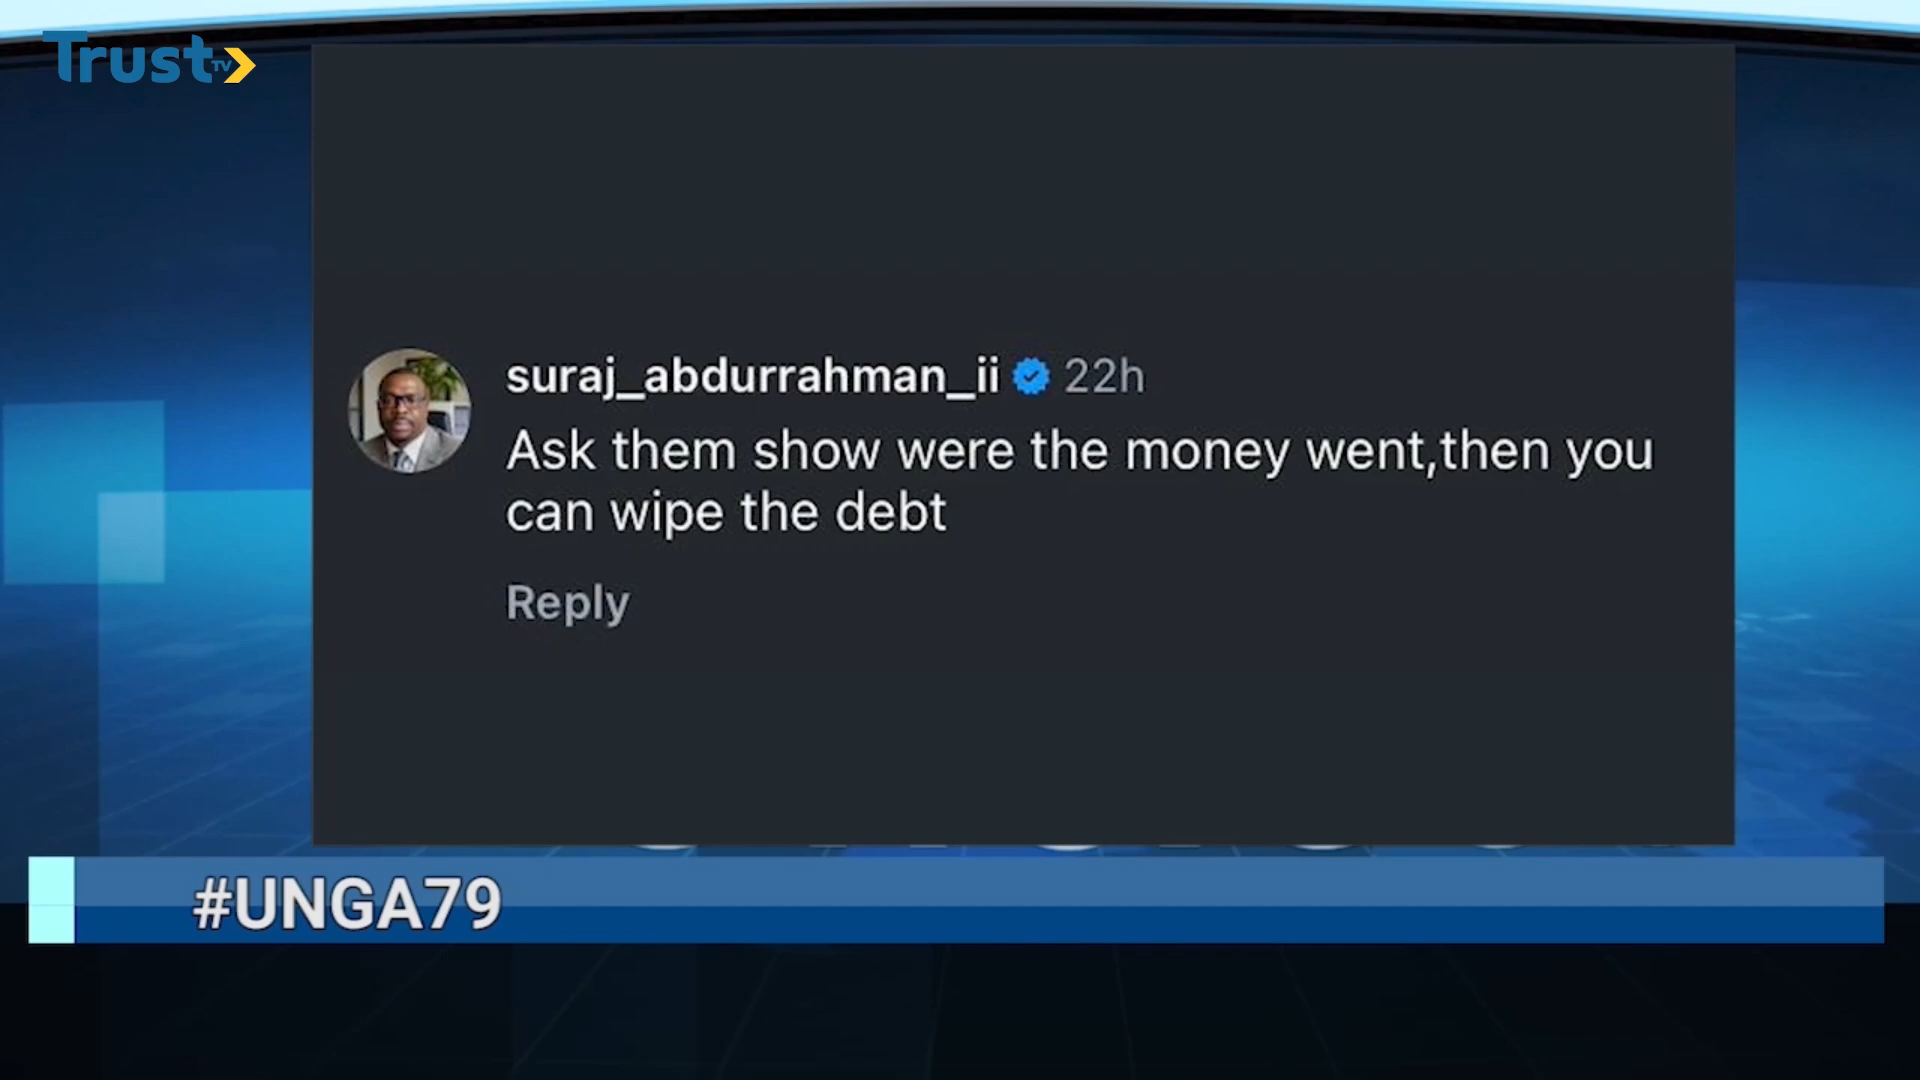 Trust TV
suraj_abdurrahman_ii 22h
Ask them show were the money went,then you
can wipe the debt
Reply
#UNGA79